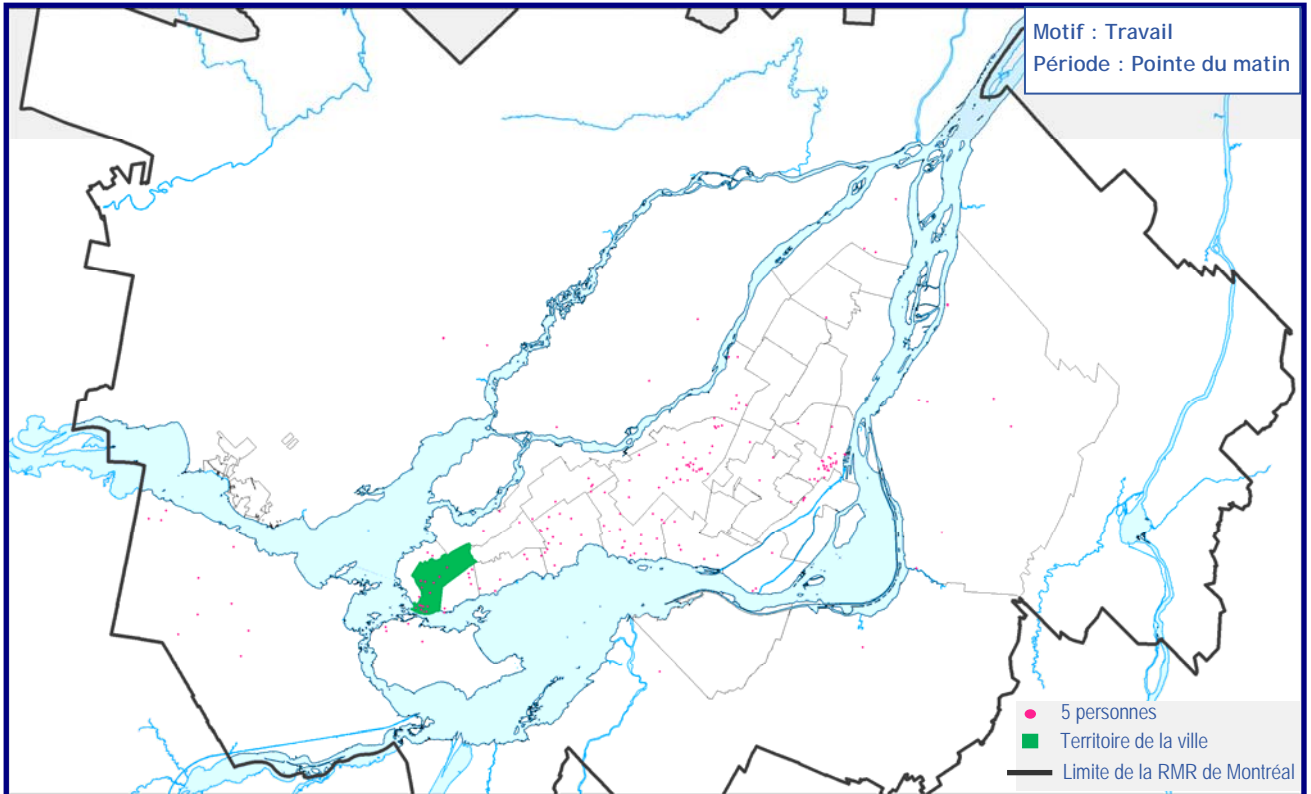 Motif : Travail
Période : Pointe du matin
5 personnes
Territoire de la ville
Limite de la RMR de Montréal